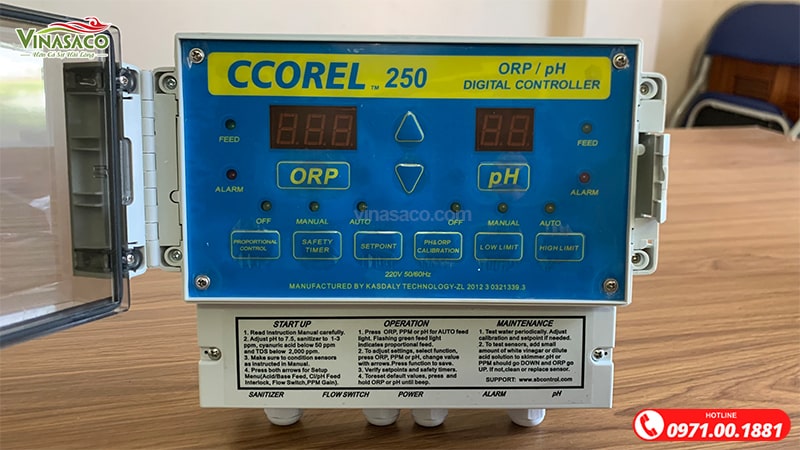 VINASACO
Hơn Cả Sự Hài Lòng
CCOREL™ 250
ORP / pH
DIGITAL CONTROLLER
FEED
FEED
ALARM
ORP
pH
ALARM
vinasaco.com
OFF MANUAL AUTO OFF MANUAL AUTO
PROPORTIONAL
CONTROL
SAFETY
TIMER
SETPOINT
PH&ORP
CALIBRATION
LOW LIMIT
HIGH LIMIT
220V 50/60Hz
MANUFACTURED BY KASDALY TECHNOLOGY-ZL 2012 3 0321339.3
START UP
1. Read Instruction Manual carefully.
2. Adjust pH to 7.5, sanitizer to 1-3
ppm, cyanuric acid below 50 ppm
and TDS below 2,000 ppm.
3. Make sure to condition sensors
as instructed in Manual.
4. Press both arrows for Setup
Menu(Acid/Base Feed, Cl/pH Feed
Interlock, Flow Switch,PPM Gain).
OPERATION
1. Press ORP, PPM or pH for AUTO feed
light. Flashing green feed light
indicates proportional feed.
2. To adjust settings, select function,
press ORP, PPM or pH, change value
with arrows.Press function to save.
3. Verify setpoints and safety timers.
4. Toreset default values, press and
hold ORP or pH until beep.
MAINTENANCE
1. Test water periodically. Adjust
calibration and setpoint if needed.
2. To test sensors, add small
amount of white vinegar or dilute
acid solution to skimmer. pH or
PPM should go DOWN and ORP go
UP. If not,clean or replace sensor.
SUPPORT: www.sbcontrol.com
SANITIZER FLOW SWITCH POWER ALARM pH
HOTLINE
0971.00.1881